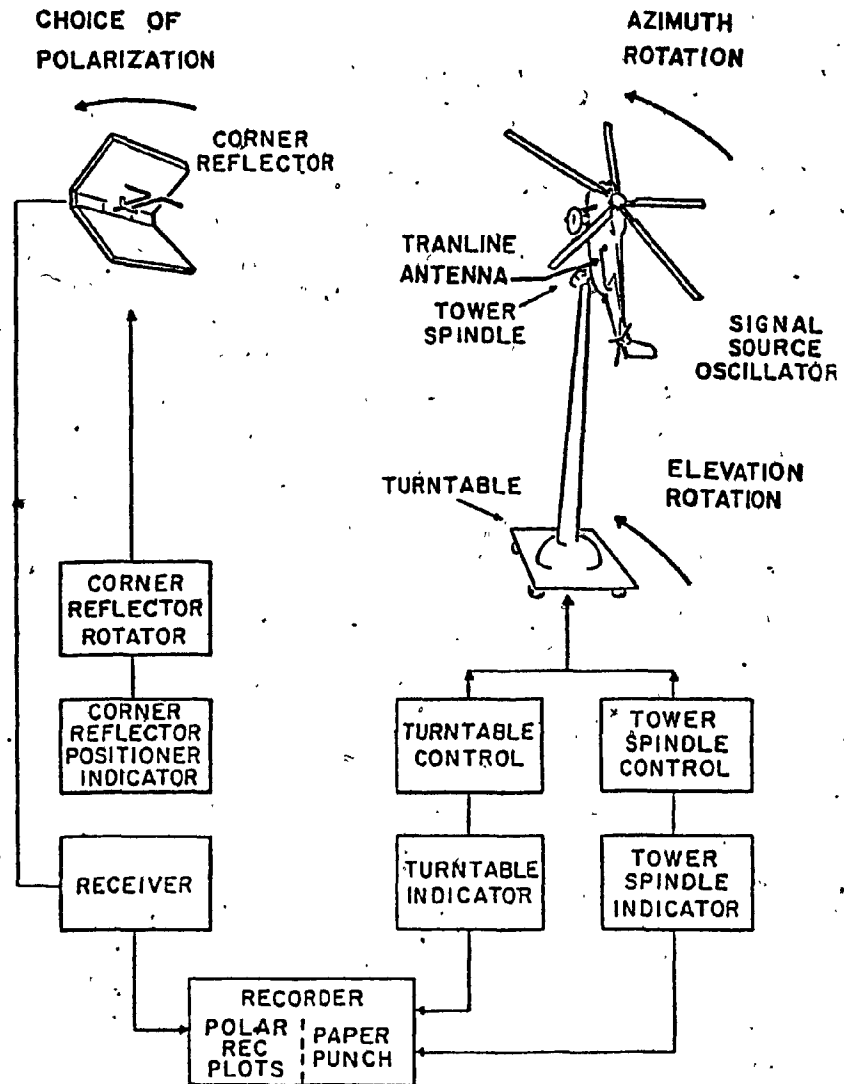 CHOICE OF
POLARIZATION
AZIMUTH
ROTATION
CORNER
REFLECTOR
TRANLINE
ANTENNA
TOWER
SPINDLE
SIGNAL
SOURCE
OSCILLATOR
TURNTABLE
ELEVATION
ROTATION
CORNER
REFLECTOR
ROTATOR
CORNER
REFLECTOR
POSITIONER
INDICATOR
TURNTABLE
CONTROL
TOWER
SPINDLE
CONTROL
RECEIVER
TURNTABLE
INDICATOR
TOWER
SPINDLE
INDICATOR
RECORDER
POLAR
REC
PLOTS
PAPER
PUNCH